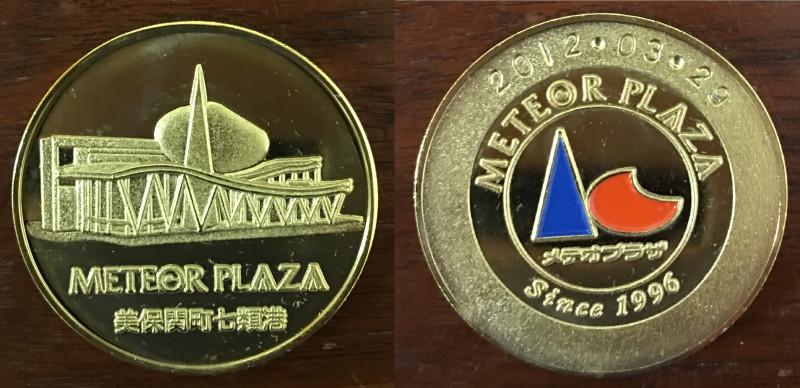 METEOR PLAZA
美保関町七類港
2012・03・29
METEOR PLAZA
メテオプラザ
Since 1996